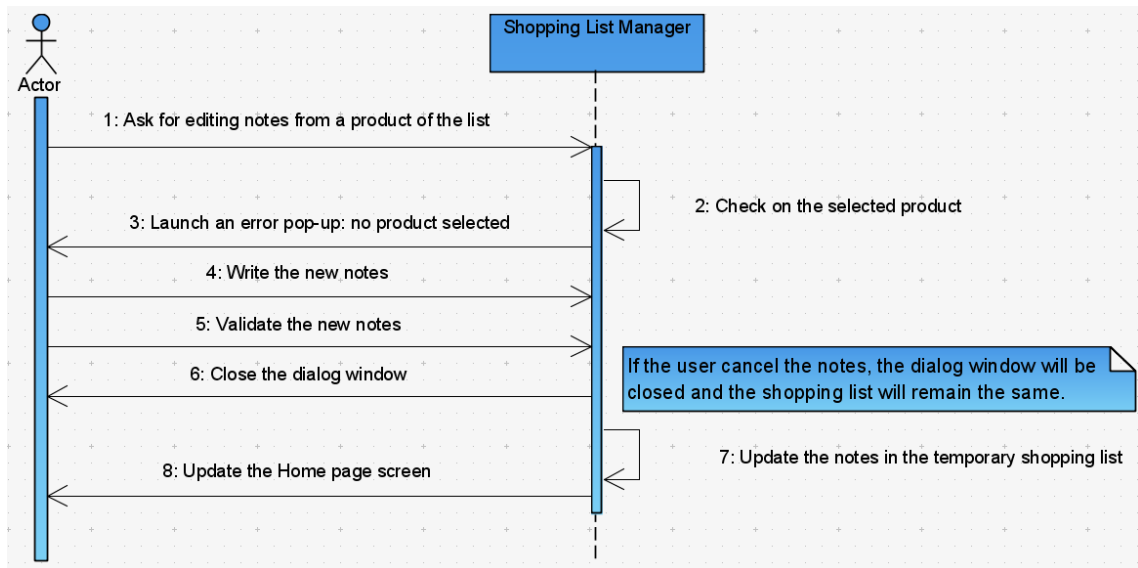 Shopping List Manager
Actor
1: Ask for editing notes from a product of the list
2: Check on the selected product
3: Launch an error pop-up: no product selected
4: Write the new notes
5: Validate the new notes
6: Close the dialog window
If the user cancel the notes, the dialog window will be
closed and the shopping list will remain the same.
7: Update the notes in the temporary shopping list
8: Update the Home page screen